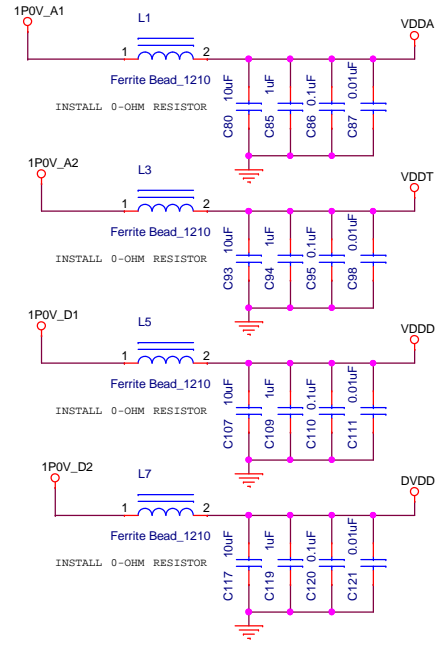 1P0V_A1
L1
VDDA
1
2
Ferrite Bead_1210
INSTALL 0-OHM RESISTOR
C80 10uF
C85 1uF
C86 0.1uF
C87 0.01uF
1P0V_A2
L3
VDDT
1
2
Ferrite Bead_1210
INSTALL 0-OHM RESISTOR
C93 10uF
C94 1uF
C95 0.1uF
C98 0.01uF
1P0V_D1
L5
VDDD
1
2
Ferrite Bead_1210
INSTALL 0-OHM RESISTOR
C107 10uF
C109 1uF
C110 0.1uF
C111 0.01uF
1P0V_D2
L7
DVDD
1
2
Ferrite Bead_1210
INSTALL 0-OHM RESISTOR
C117 10uF
C119 1uF
C120 0.1uF
C121 0.01uF